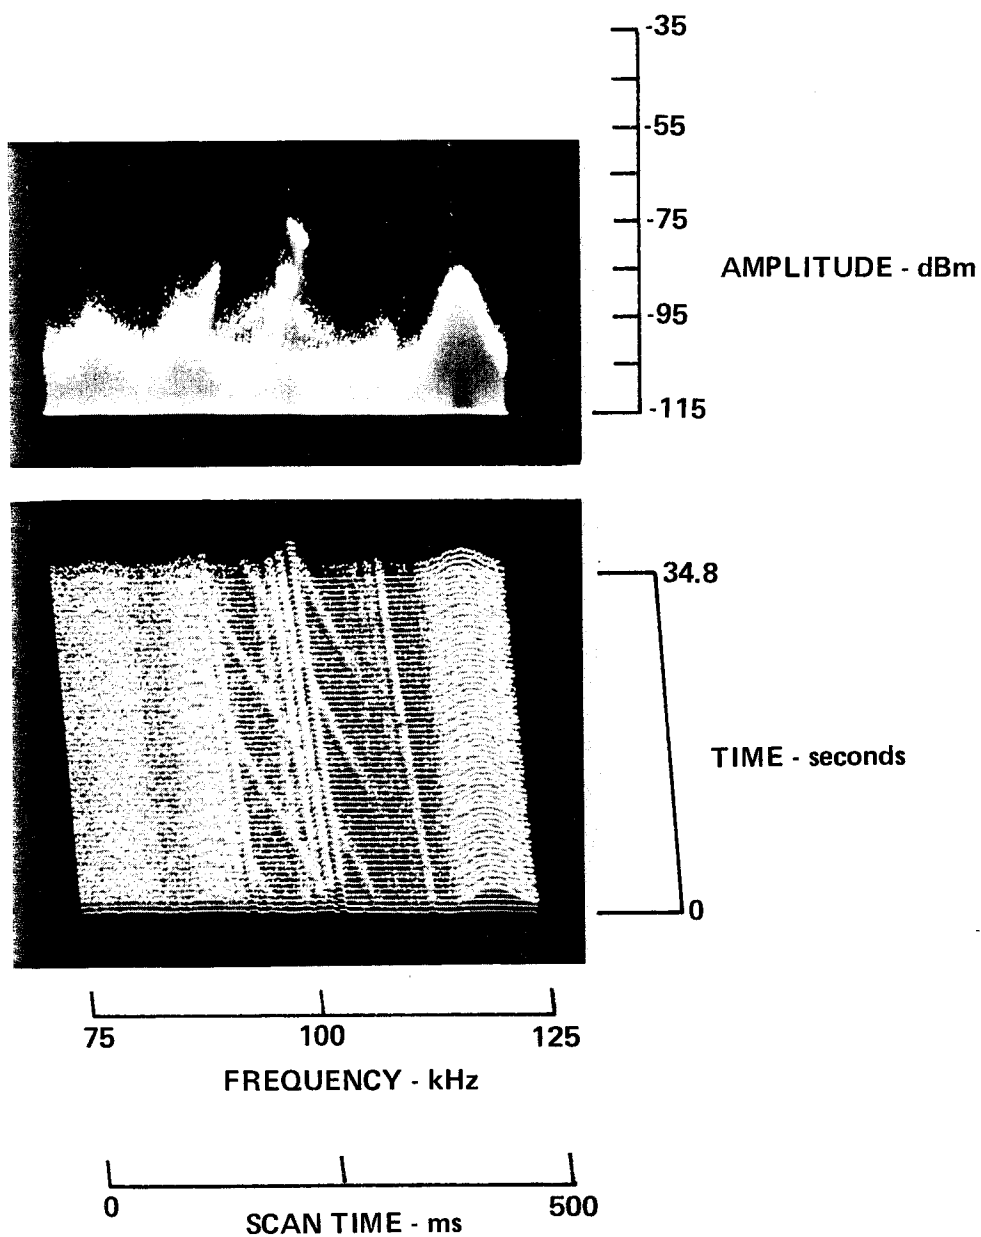 -35
-55
-75
AMPLITUDE - dBm
-95
-115
34.8
TIME - seconds
0
75 100 125
FREQUENCY - kHz
0 500
SCAN TIME - ms